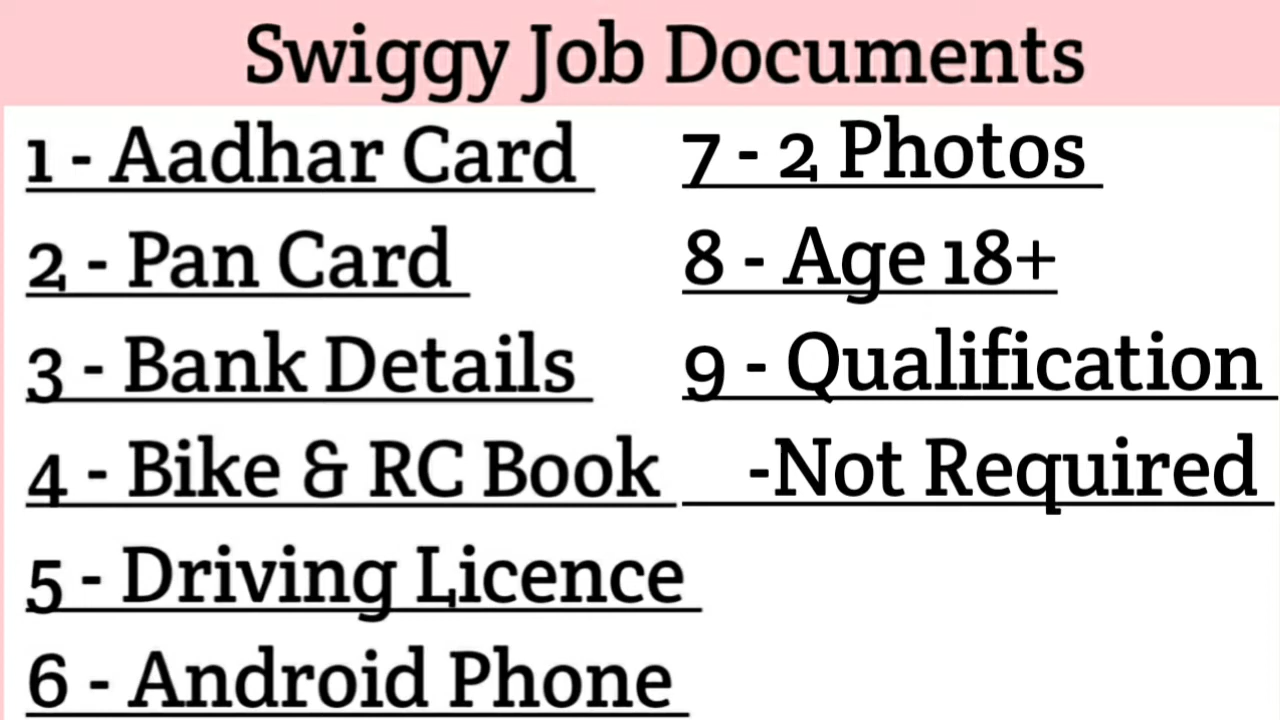 Swiggy Job Documents
1 - Aadhar Card
2 - Pan Card
3 - Bank Details
4 - Bike & RC Book
5 - Driving Licence
6 - Android Phone
7 - 2 Photos
8 - Age 18+
9 - Qualification
-Not Required